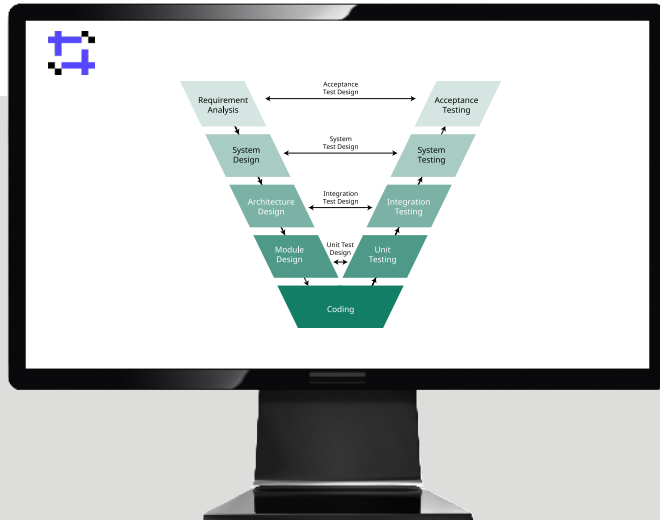 Acceptance
Test Design
Requirement
Analysis
Acceptance
Testing
System
Test Design
System
Design
System
Testing
Integration
Test Design
Architecture
Design
Integration
Testing
Unit Test
Design
Module
Design
Unit
Testing
Coding